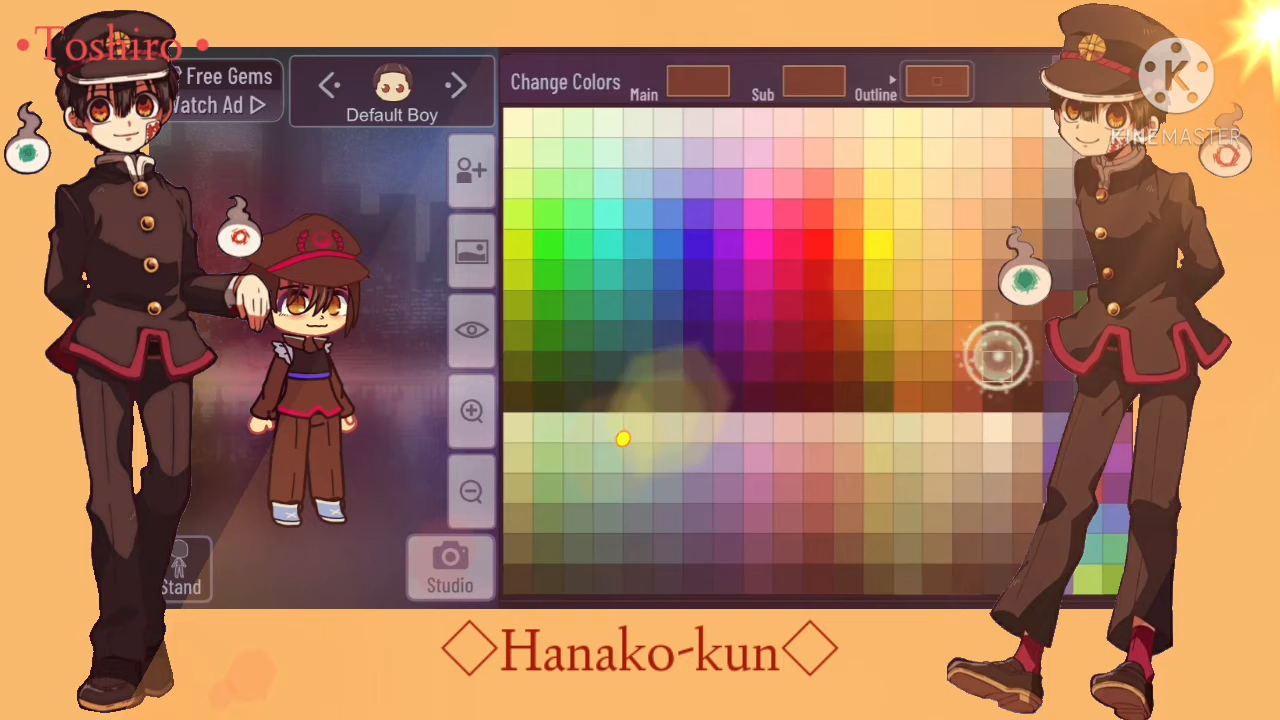 •Toshiro •
Free Gems
Watch Ad
Default Boy
Change Colors
Main
Sub
Outline
KINEMASTER
Stand
Studio
◇Hanako-kun◇